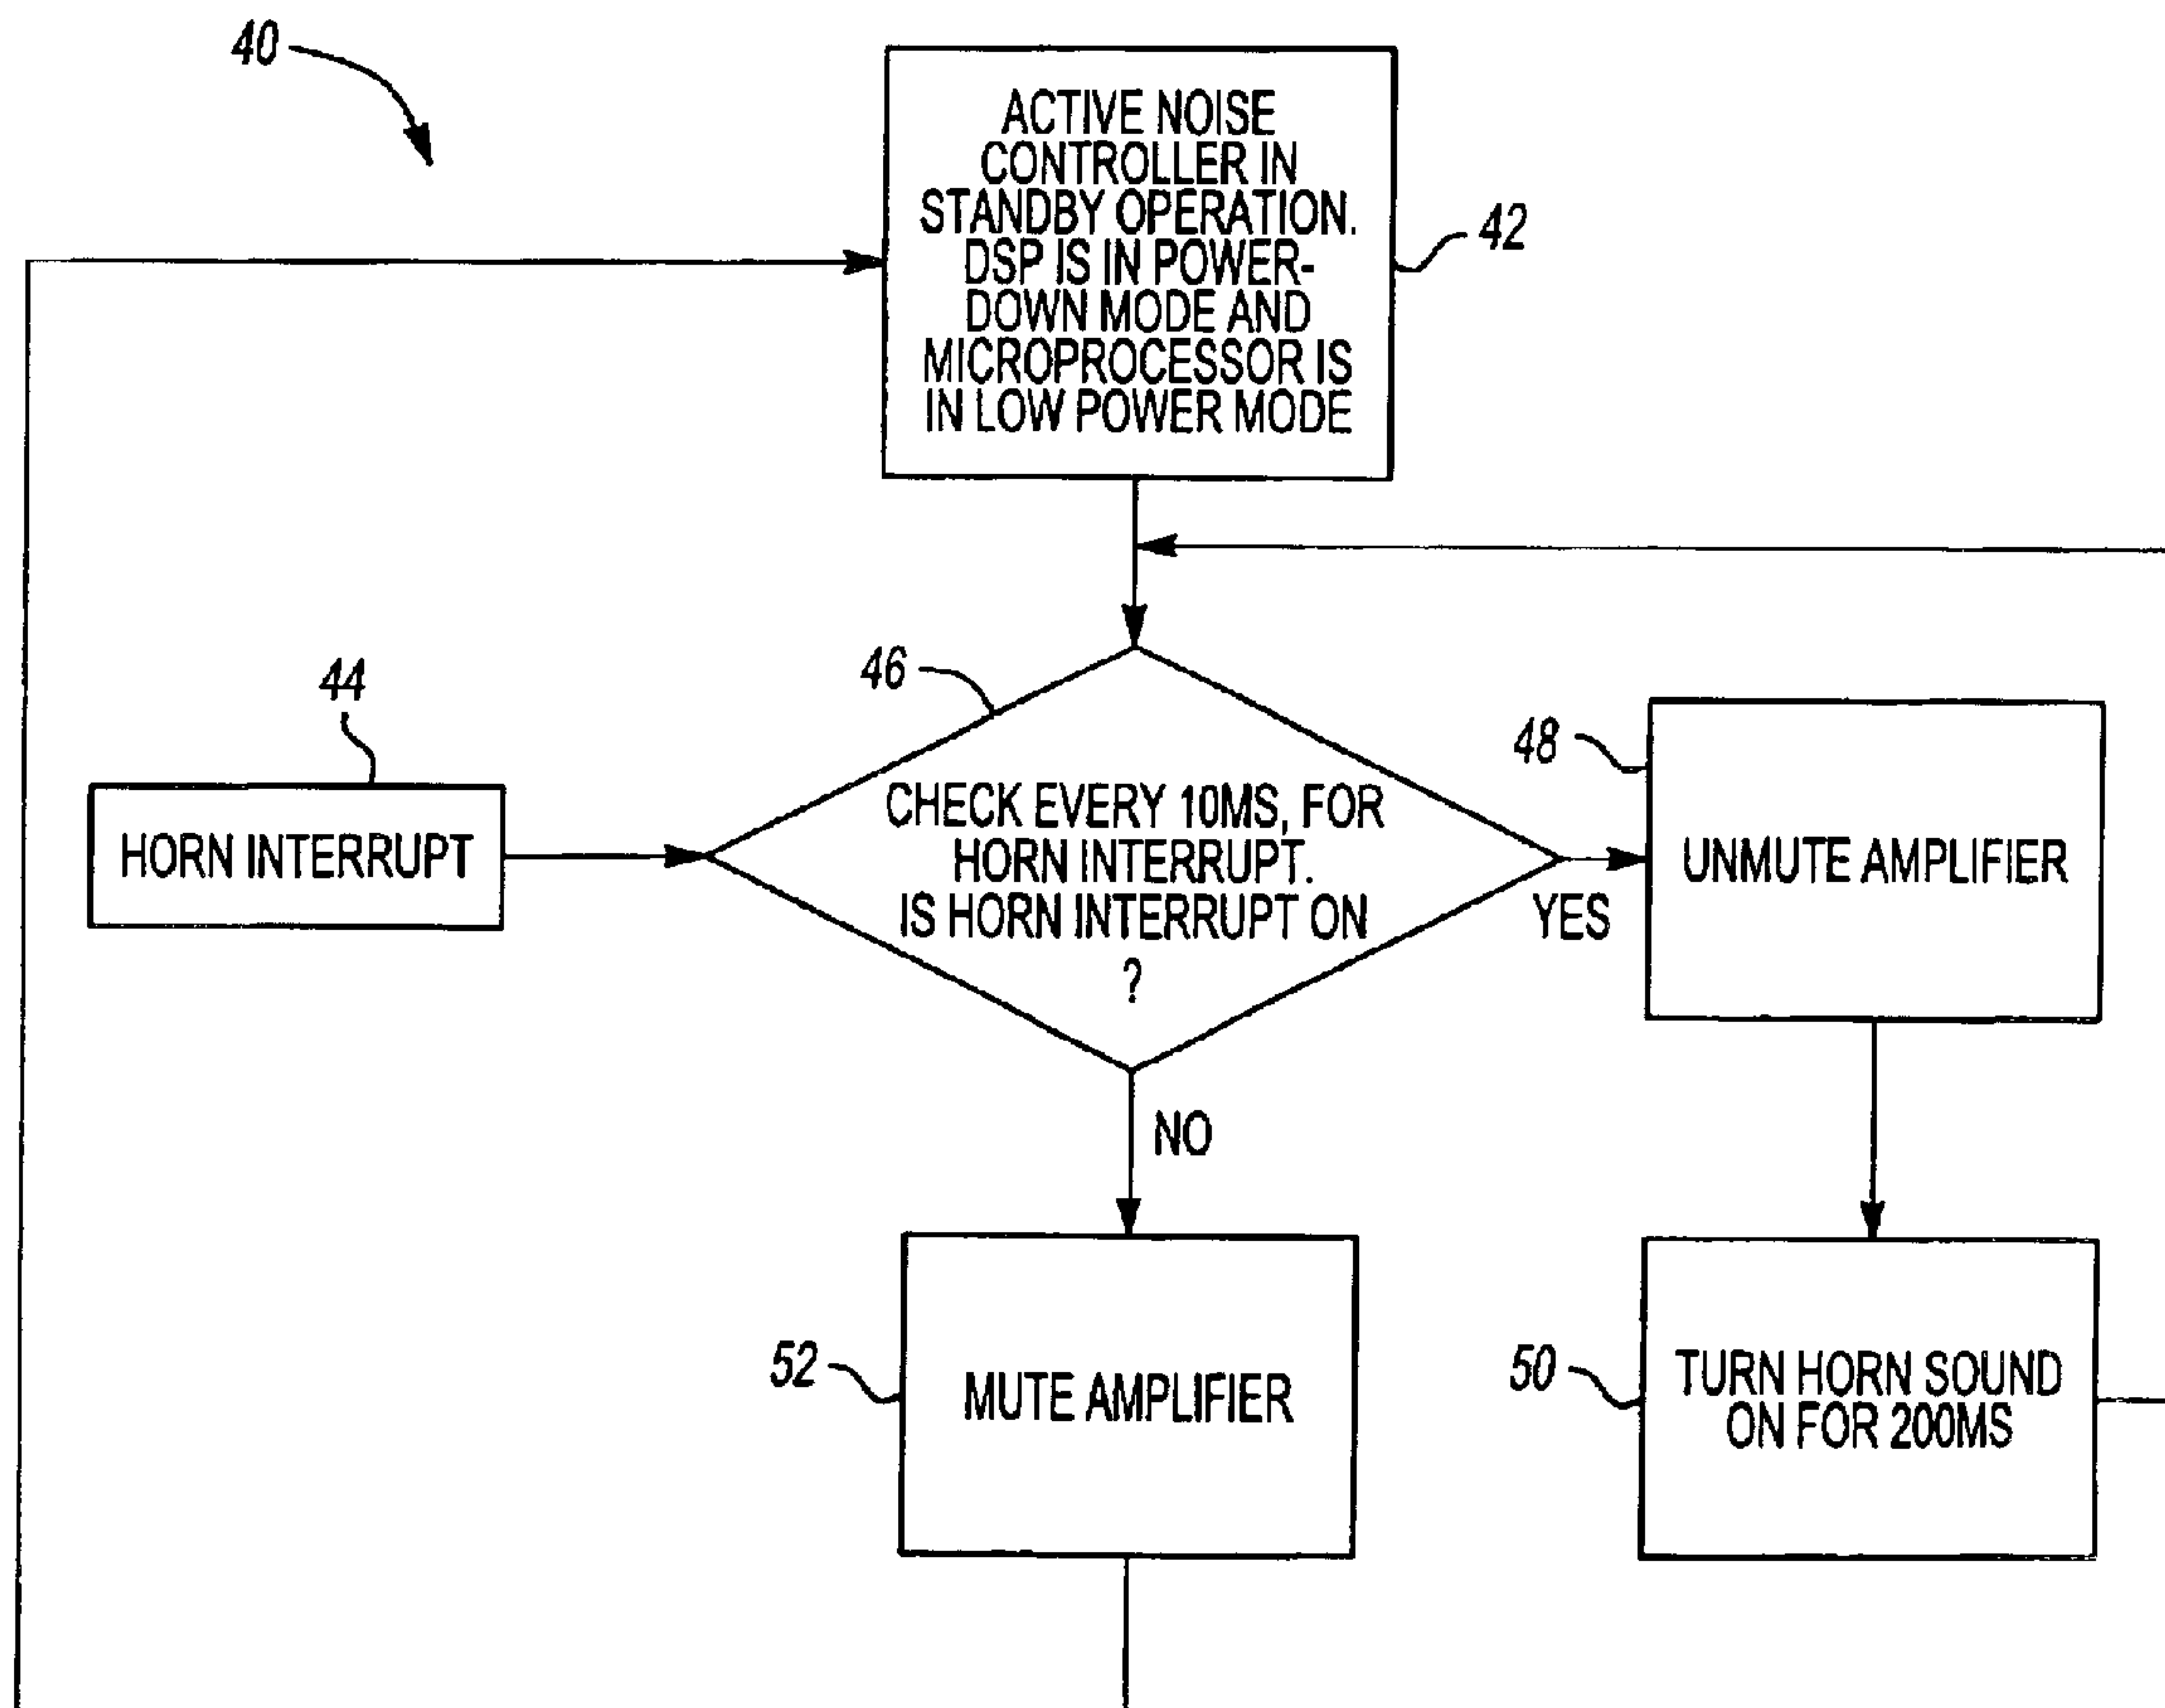 40
ACTIVE NOISE
CONTROLLER IN
STANDBY OPERATION.
DSP IS IN POWER-
DOWN MODE AND
MICROPROCESSOR IS
IN LOW POWER MODE
42
44
HORN INTERRUPT
46
CHECK EVERY 10MS, FOR
HORN INTERRUPT.
IS HORN INTERRUPT ON
?
YES
48
UNMUTE AMPLIFIER
NO
52
MUTE AMPLIFIER
50
TURN HORN SOUND
ON FOR 200MS